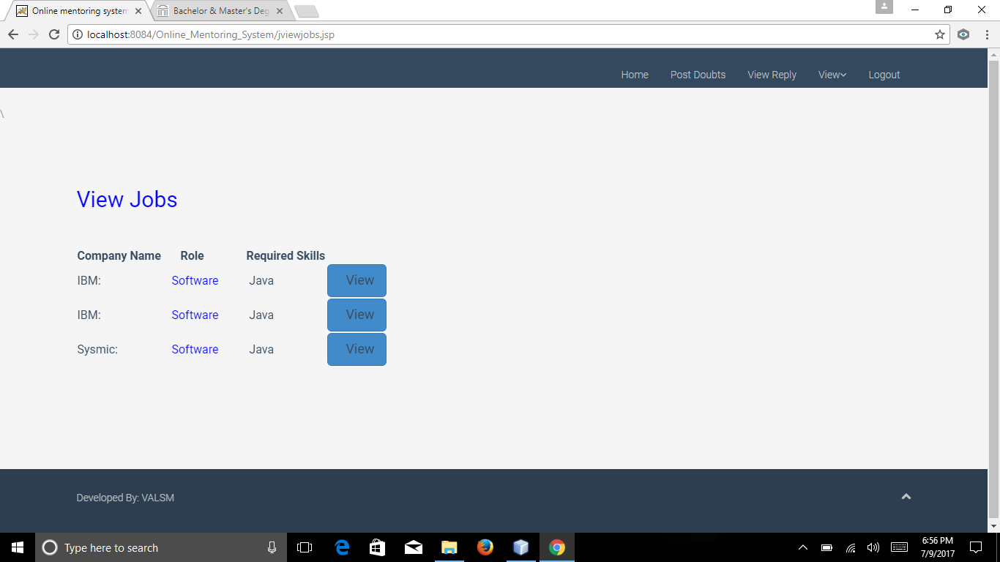 Online mentoring system
Bachelor & Master's Deg
localhost:8084/Online_Mentoring_System/jviewjobs.jsp
Home Post Doubts View Reply View Logout
\
View Jobs
Company Name Role Required Skills
IBM: Software Java View
IBM: Software Java View
Sysmic: Software Java View
Developed By: VALSM
Type here to search
6:56 PM
7/9/2017